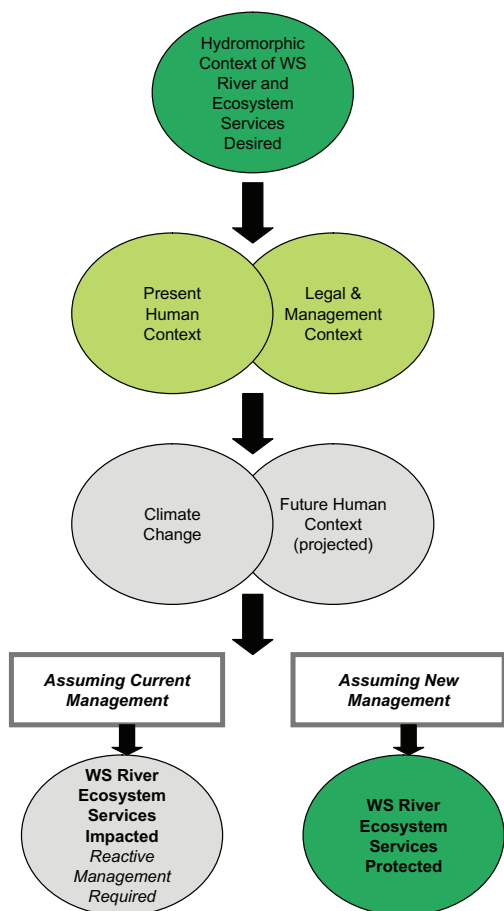 Hydromorphic
Context of WS
River and
Ecosystem
Services
Desired
Present
Human
Context
Legal &
Management
Context
Climate
Change
Future Human
Context
(projected)
Assuming Current
Management
Assuming New
Management
WS River
Ecosystem
Services
Impacted
Reactive
Management
Required
WS River
Ecosystem
Services
Protected